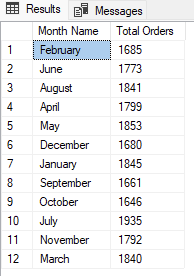 Results Messages
Month Name Total Orders
1 February 1685
2 June 1773
3 August 1841
4 April 1799
5 May 1853
6 December 1680
7 January 1845
8 September 1661
9 October 1646
10 July 1935
11 November 1792
12 March 1840